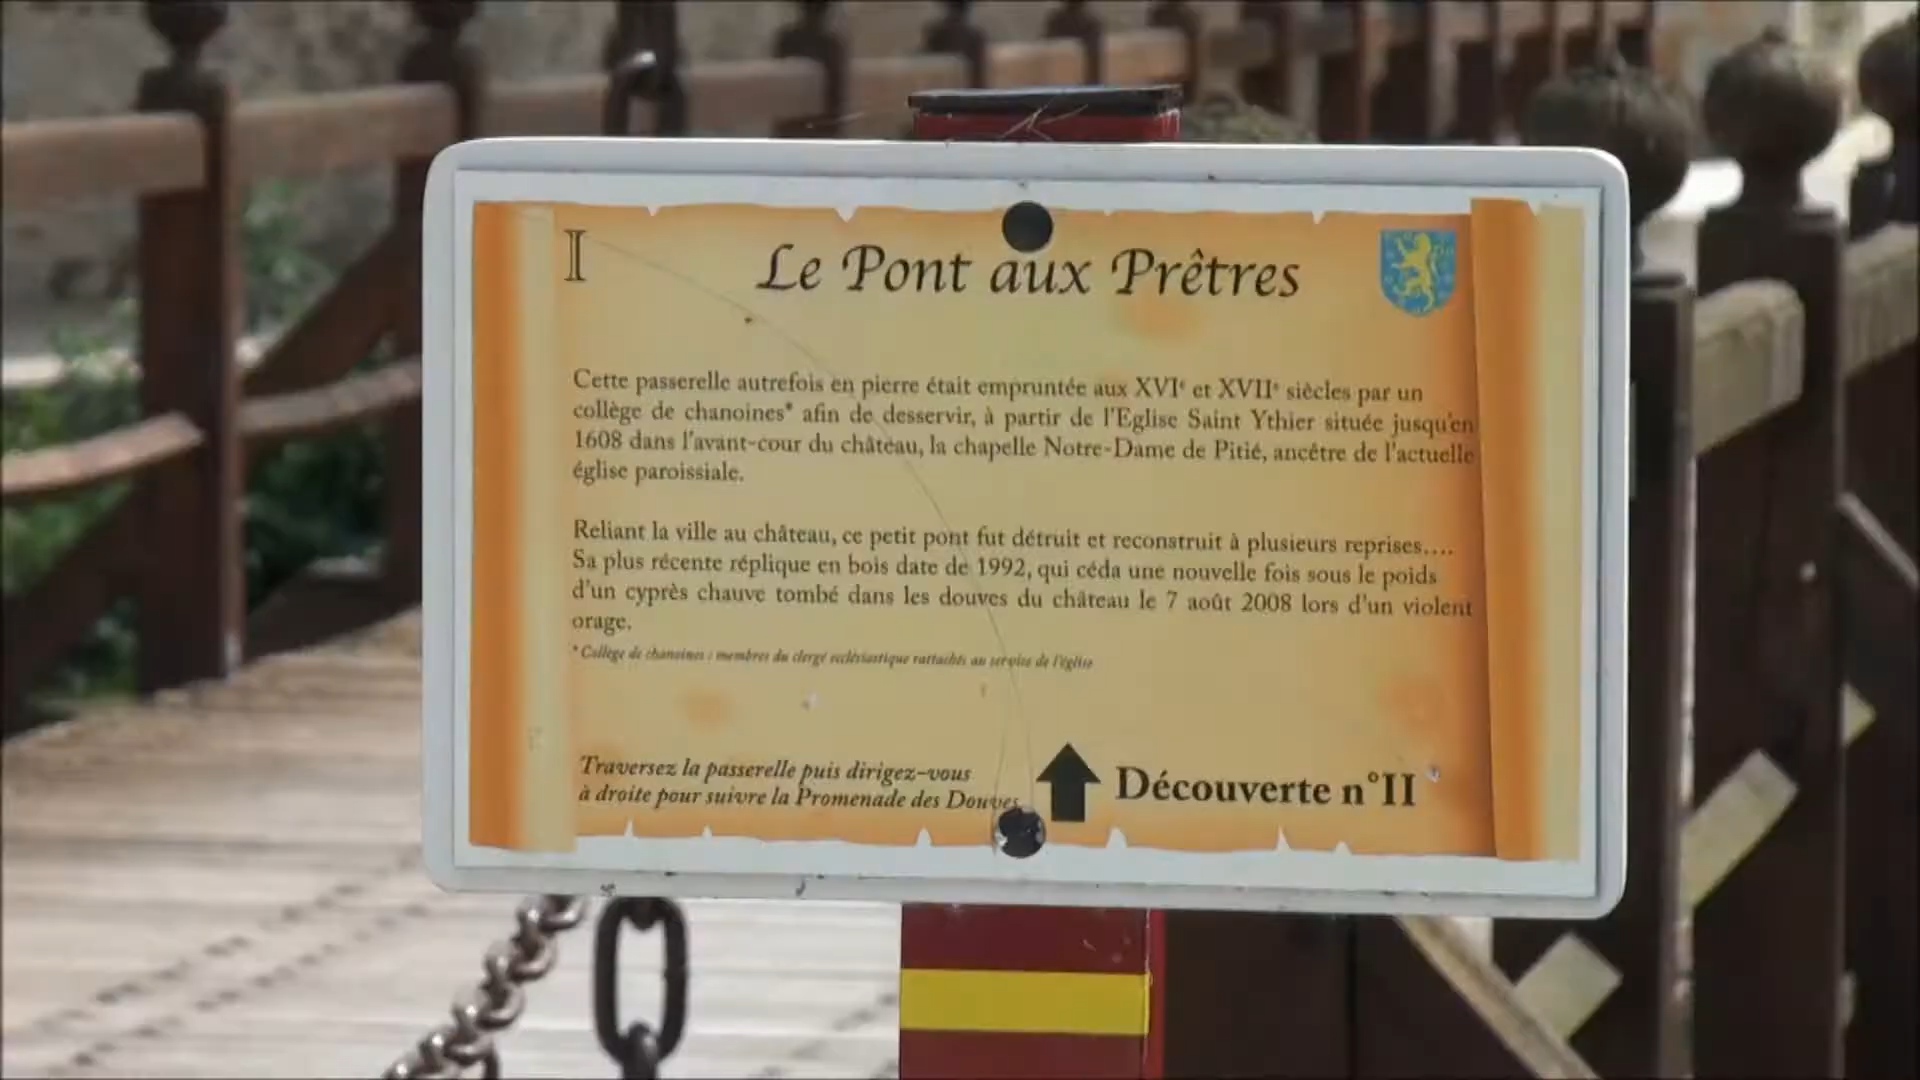 I
Le Pont aux Prêtres
Cette passerelle autrefois en pierre était empruntée aux XVIe et XVIIe siècles par un
collège de chanoines* afin de desservir, à partir de l'Eglise Saint Ythier située jusqu'en
1608 dans l'avant-cour du château, la chapelle Notre-Dame de Pitié, ancêtre de l'actuelle
église paroissiale.
Reliant la ville au château, ce petit pont fut détruit et reconstruit à plusieurs reprises....
Sa plus récente réplique en bois date de 1992, qui céda une nouvelle fois sous le poids
d'un cyprès chauve tombé dans les douves du château le 7 août 2008 lors d'un violent
orage.
* Collège de chanoines : membres du clergé ecclésiastique rattachés au service de l'église
Traversez la passerelle puis dirigez-vous
à droite pour suivre la Promenade des Douves
Découverte n°II